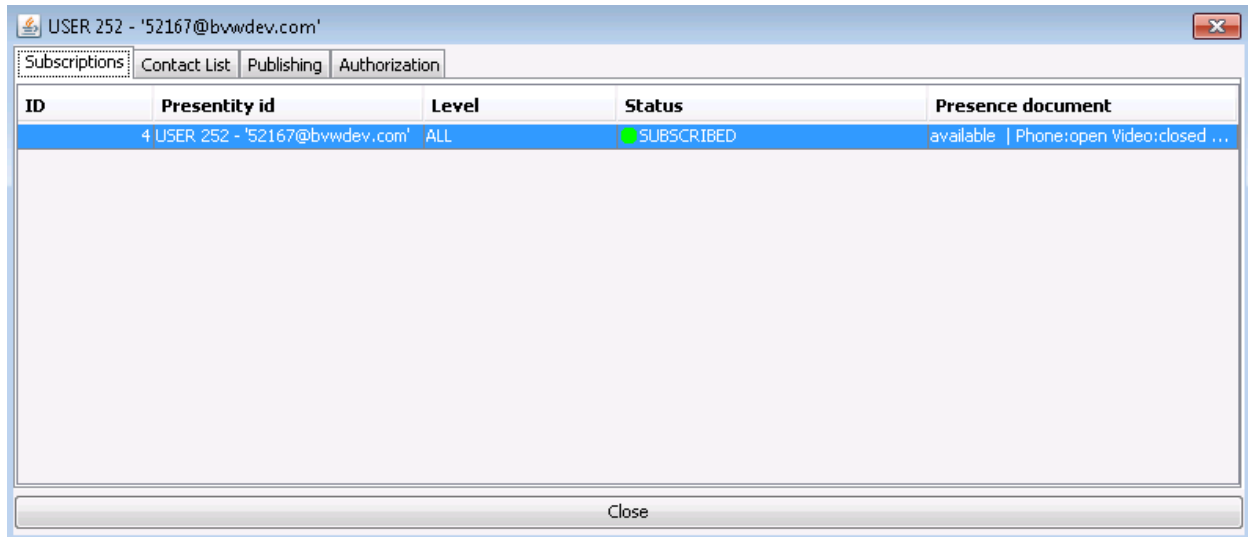 USER 252 - '52167@bvwdev.com'
Subscriptions Contact List Publishing Authorization
ID Presentity id Level Status Presence document
4 USER 252 - '52167@bvwdev.com' ALL SUBSCRIBED available | Phone:open Video:closed ...
Close